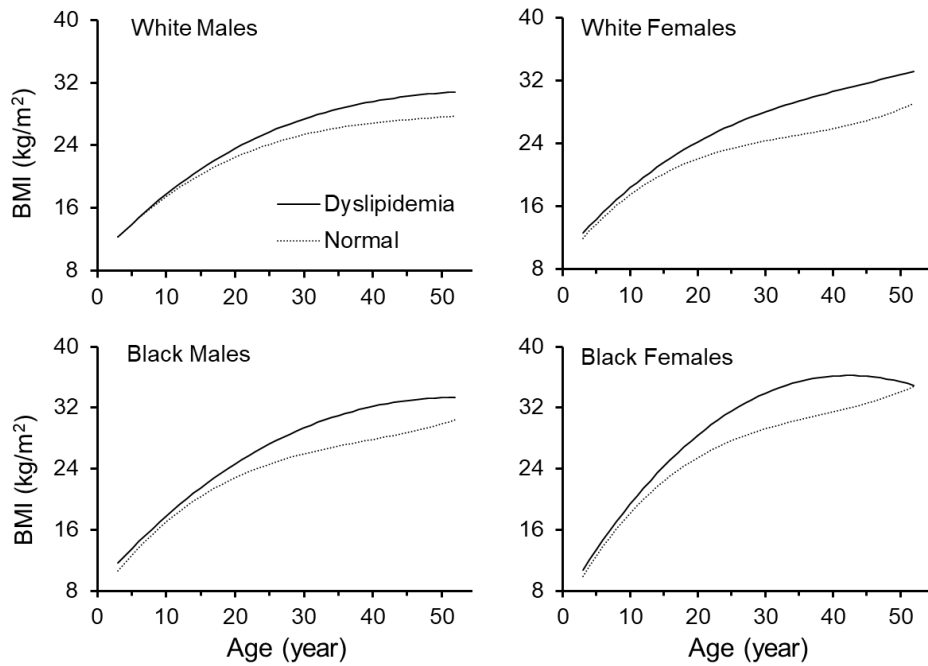 White Males
BMI (kg/m²)
40
32
24
16
8
0 10 20 30 40 50
Dyslipidemia
Normal
White Females
40
32
24
16
8
0 10 20 30 40 50
Black Males
BMI (kg/m²)
40
32
24
16
8
0 10 20 30 40 50
Age (year)
Black Females
40
32
24
16
8
0 10 20 30 40 50
Age (year)